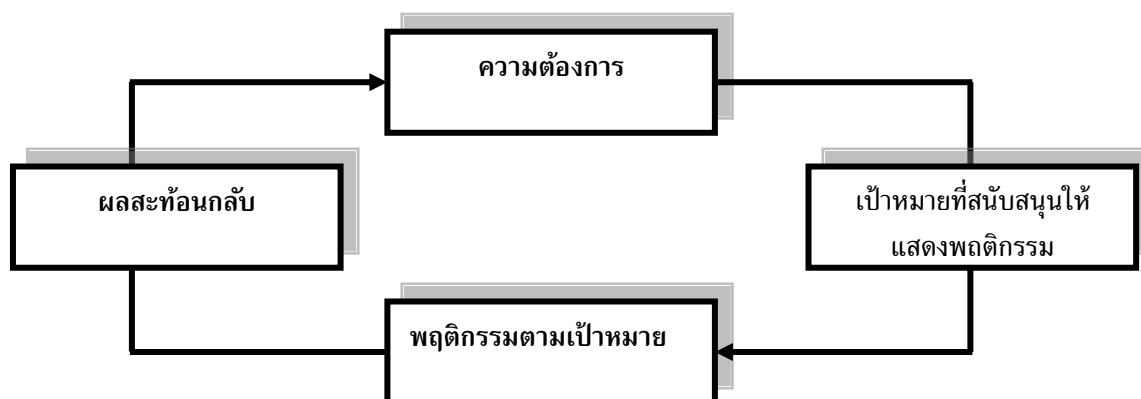 ความต้องการ
ผลสะท้อนกลับ
เป้าหมายที่สนับสนุนให้
แสดงพฤติกรรม
พฤติกรรมตามเป้าหมาย